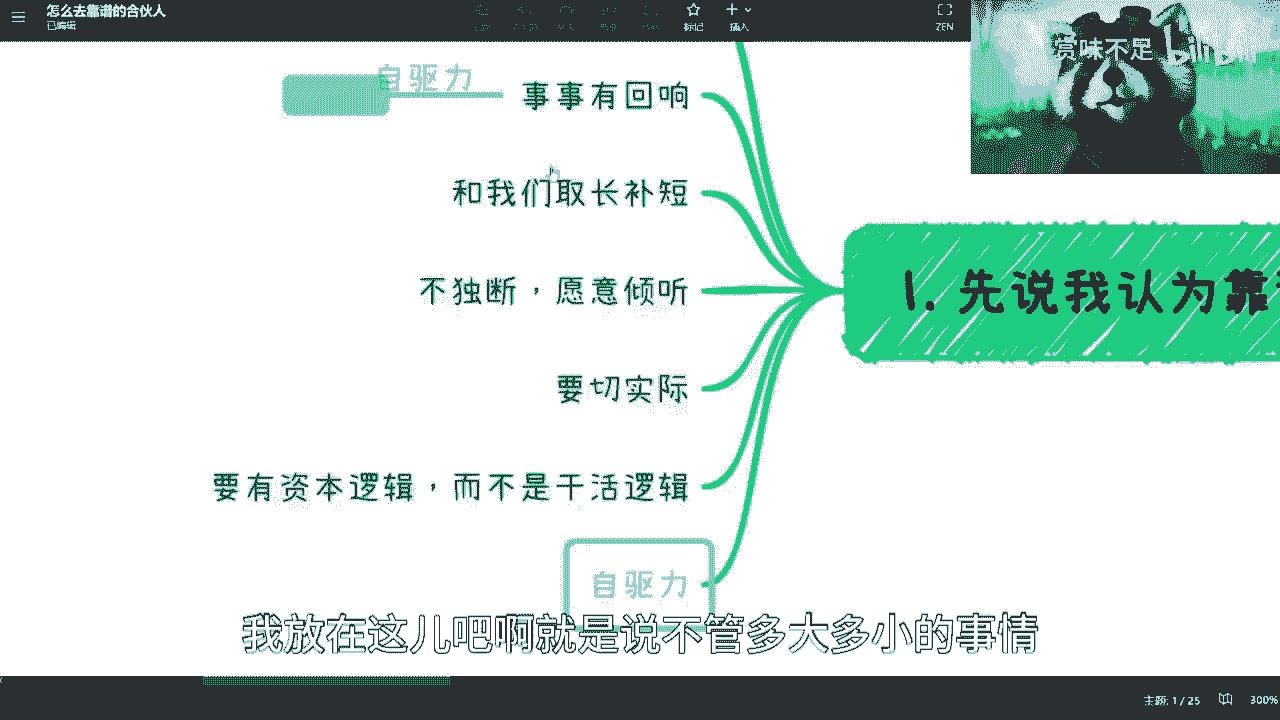 怎么去靠谱的合伙人
已编辑
标记
插入
ZEN
赏味不足
bilibili
自驱力
事事有回响
和我们取长补短
不独断，愿意倾听
要切实际
要有资本逻辑，而不是干活逻辑
自驱力
1. 先说我认为靠
我放在这儿吧啊就是说不管多大多小的事情
主题: 1 / 25
300%